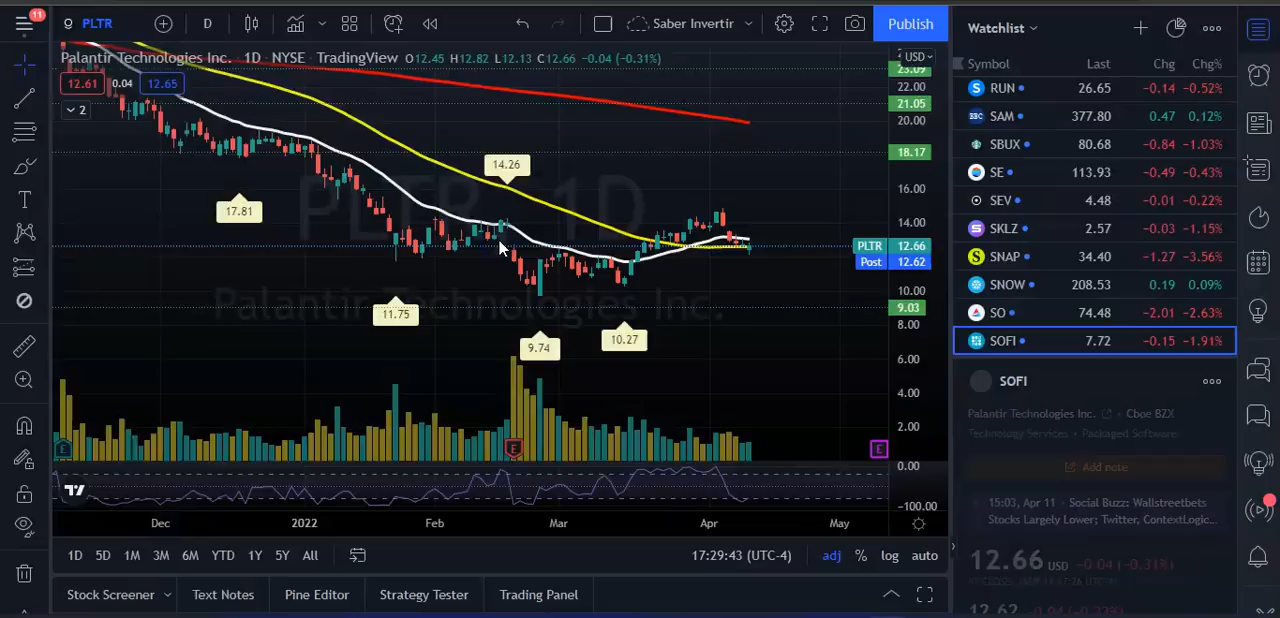 11
PLTR
D
Saber Invertir
Publish
Palantir Technologies Inc. · 1D · NYSE · TradingView O12.45 H12.82 L12.13 C12.66 −0.04 (−0.31%)
12.61 0.04 12.65
2
USD
23.09
22.00
21.05
20.00
18.17
16.00
14.00
PLTR 12.66
Post 12.62
10.00
9.03
8.00
6.00
4.00
2.00
0.00
−100.00
PLTR 1D
Palantir Technologies Inc.
14.26
17.81
11.75
9.74
10.27
E
E
E
Dec 2022 Feb Mar Apr May
1D 5D 1M 3M 6M YTD 1Y 5Y All
17:29:43 (UTC-4) adj % log auto
Stock Screener Text Notes Pine Editor Strategy Tester Trading Panel
Watchlist
Symbol Last Chg Chg%
RUN 26.65 −0.14 −0.52%
SAM 377.80 0.47 0.12%
SBUX 80.68 −0.84 −1.03%
SE 113.93 −0.49 −0.43%
SEV 4.48 −0.01 −0.22%
SKLZ 2.57 −0.03 −1.15%
SNAP 34.40 −1.27 −3.56%
SNOW 208.53 0.19 0.09%
SO 74.48 −2.01 −2.63%
SOFI 7.72 −0.15 −1.91%
SOFI
Palantir Technologies Inc. • Cboe BZX
Technology Services • Packaged Software
Add note
15:03, Apr 11 · Social Buzz: Wallstreetbets
Stocks Largely Lower; Twitter, ContextLogic...
12.66 USD −0.04 (−0.31%)
12.62